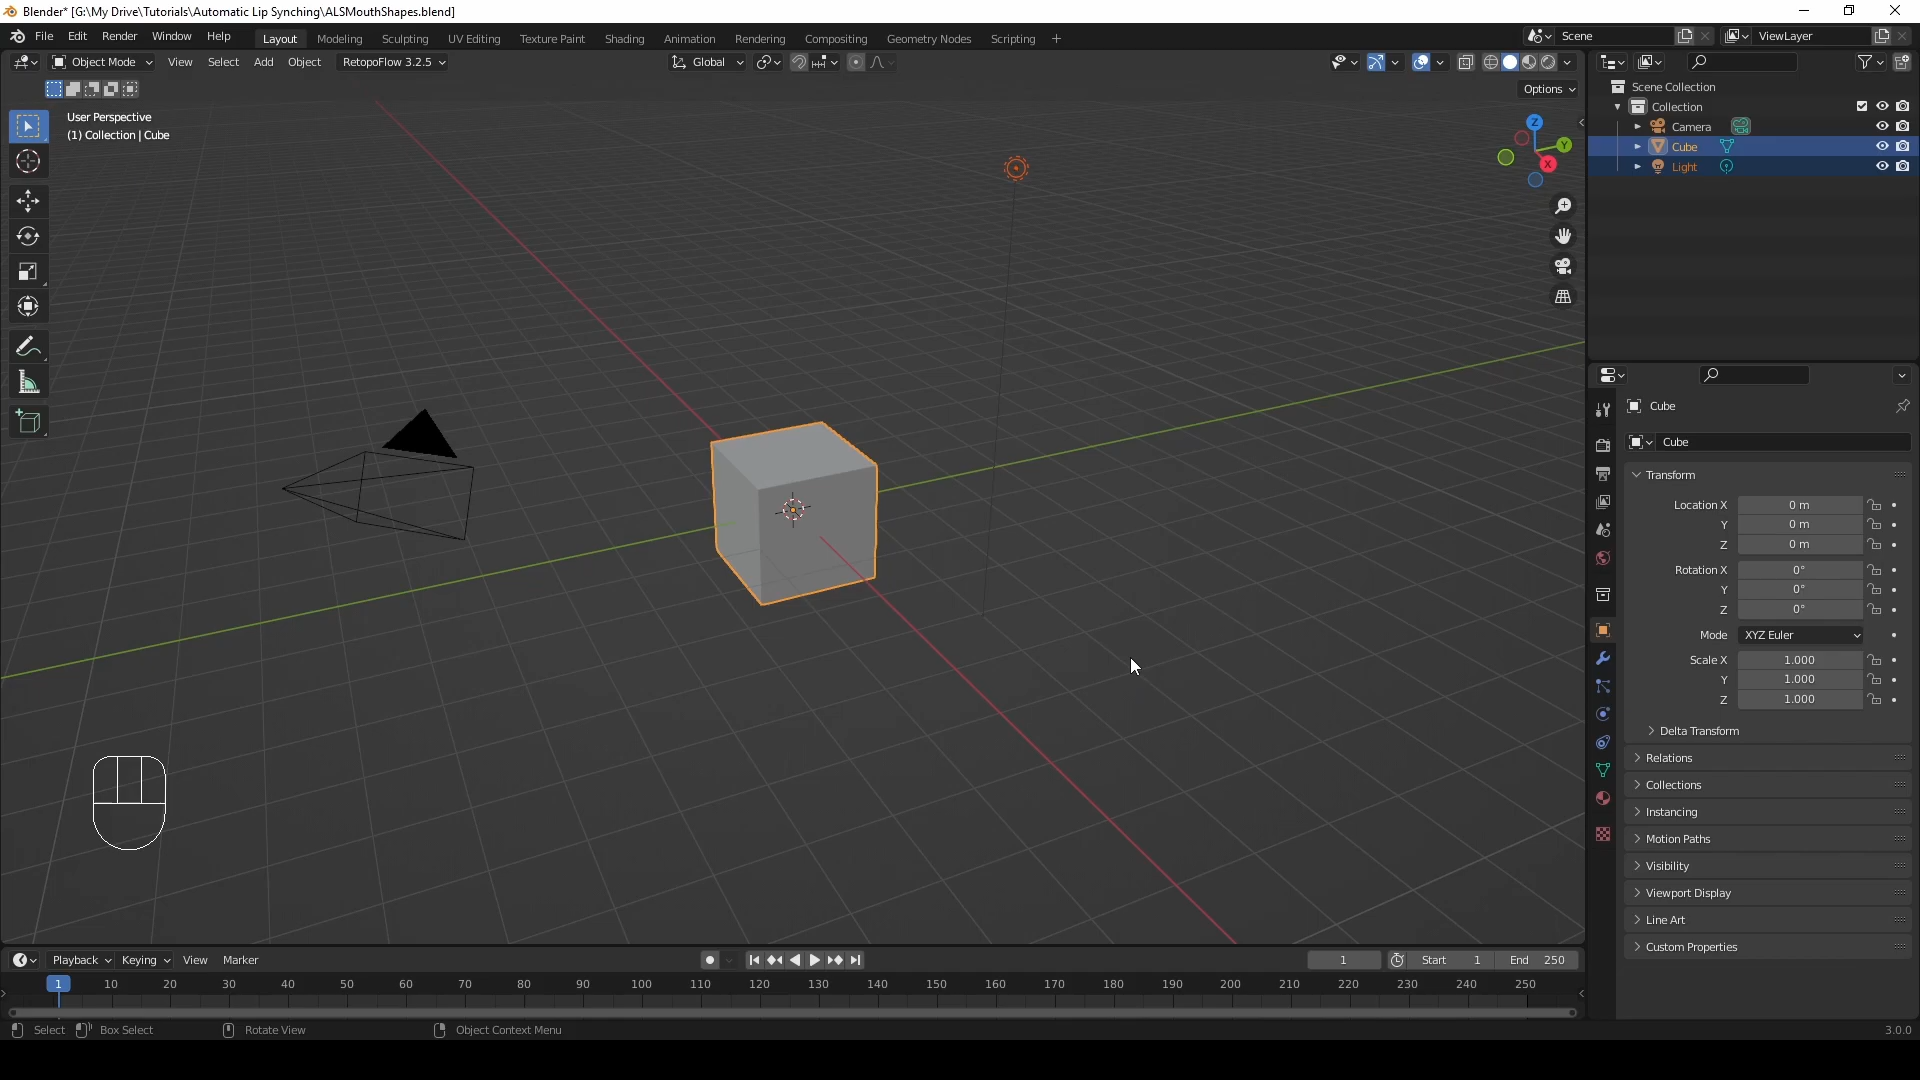 Blender* [G:\My Drive\Tutorials\Automatic Lip Synching\ALSMouthShapes.blend]
File Edit Render Window Help Layout Modeling Sculpting UV Editing Texture Paint Shading Animation Rendering Compositing Geometry Nodes Scripting + Scene ViewLayer
Object Mode View Select Add Object RetopoFlow 3.2.5 Global
Options
User Perspective
(1) Collection | Cube
Z
Y
X
Scene Collection
Collection
Camera
Cube
Light
Cube
Cube
Transform
Location X 0 m
Y 0 m
Z 0 m
Rotation X 0°
Y 0°
Z 0°
Mode XYZ Euler
Scale X 1.000
Y 1.000
Z 1.000
Delta Transform
Relations
Collections
Instancing
Motion Paths
Visibility
Viewport Display
Line Art
Custom Properties
Playback Keying View Marker 1 Start 1 End 250
1 10 20 30 40 50 60 70 80 90 100 110 120 130 140 150 160 170 180 190 200 210 220 230 240 250
Select Box Select Rotate View Object Context Menu 3.0.0